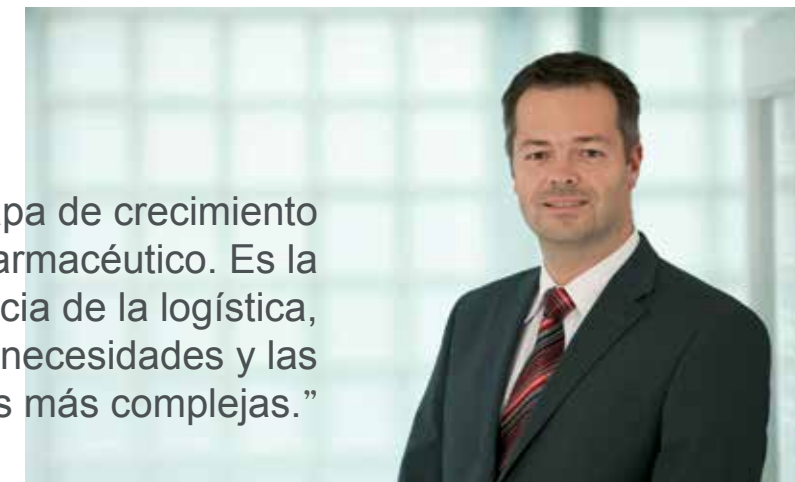 pa de crecimiento
armacéutico. Es la
cia de la logística,
necesidades y las
s más complejas.”